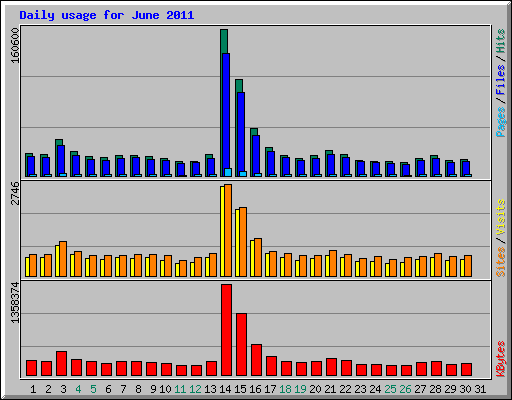 Daily usage for June 2011
160600
Pages / Files / Hits
2746
Sites / Visits
1358374
KBytes
1 2 3 4 5 6 7 8 9 10 11 12 13 14 15 16 17 18 19 20 21 22 23 24 25 26 27 28 29 30 31